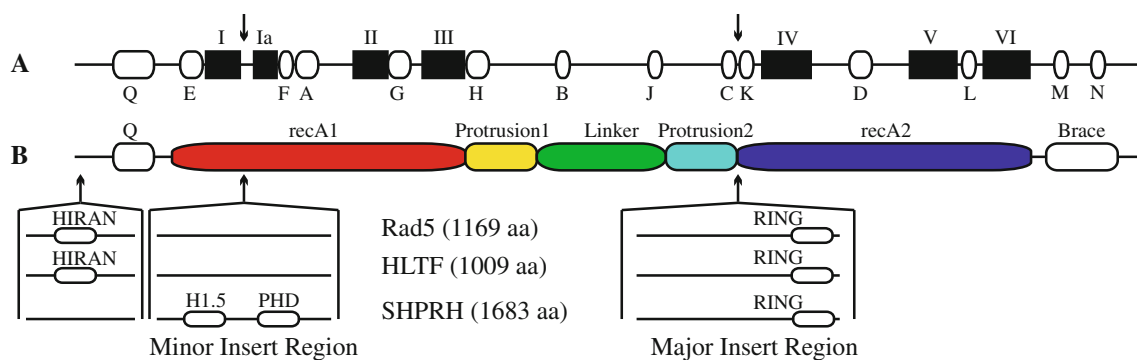 I Ia II III IV V VI
A
Q E F A G H B J C K D L M N
Q recA1 Protrusion1 Linker Protrusion2 recA2 Brace
B
HIRAN Rad5 (1169 aa) RING
HIRAN HLTF (1009 aa) RING
H1.5 PHD SHPRH (1683 aa) RING
Minor Insert Region Major Insert Region